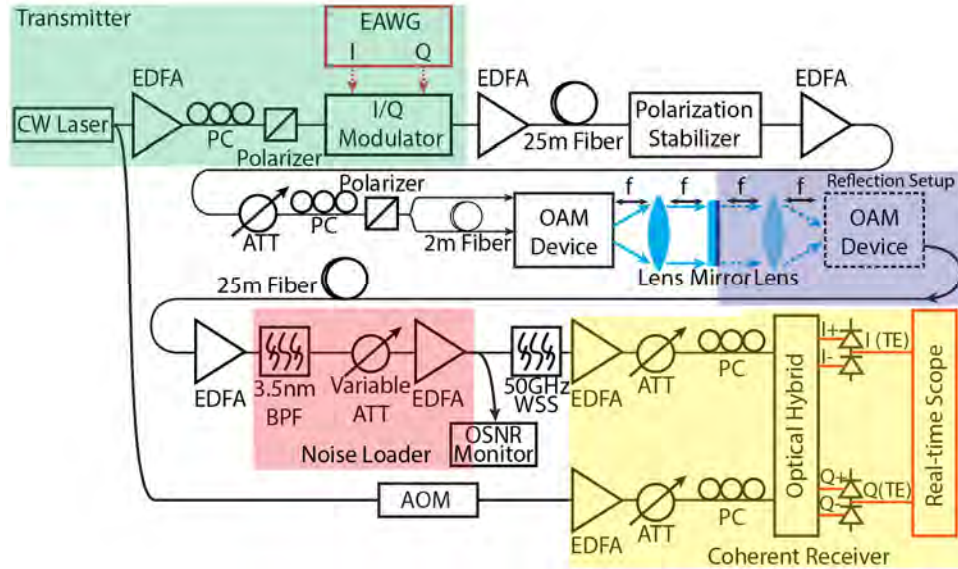 Transmitter
EAWG
I Q
EDFA
CW Laser
PC
Polarizer
I/Q
Modulator
EDFA
25m Fiber
Polarization
Stabilizer
EDFA
ATT
PC
Polarizer
2m Fiber
OAM
Device
f
f
f
f
Lens
Mirror
Lens
Reflection Setup
OAM
Device
25m Fiber
EDFA
3.5nm
BPF
Variable
ATT
EDFA
Noise Loader
OSNR
Monitor
50GHz
WSS
EDFA
ATT
PC
Optical Hybrid
I+
I-
I (TE)
Q+
Q-
Q(TE)
Real-time Scope
AOM
EDFA
ATT
PC
Coherent Receiver